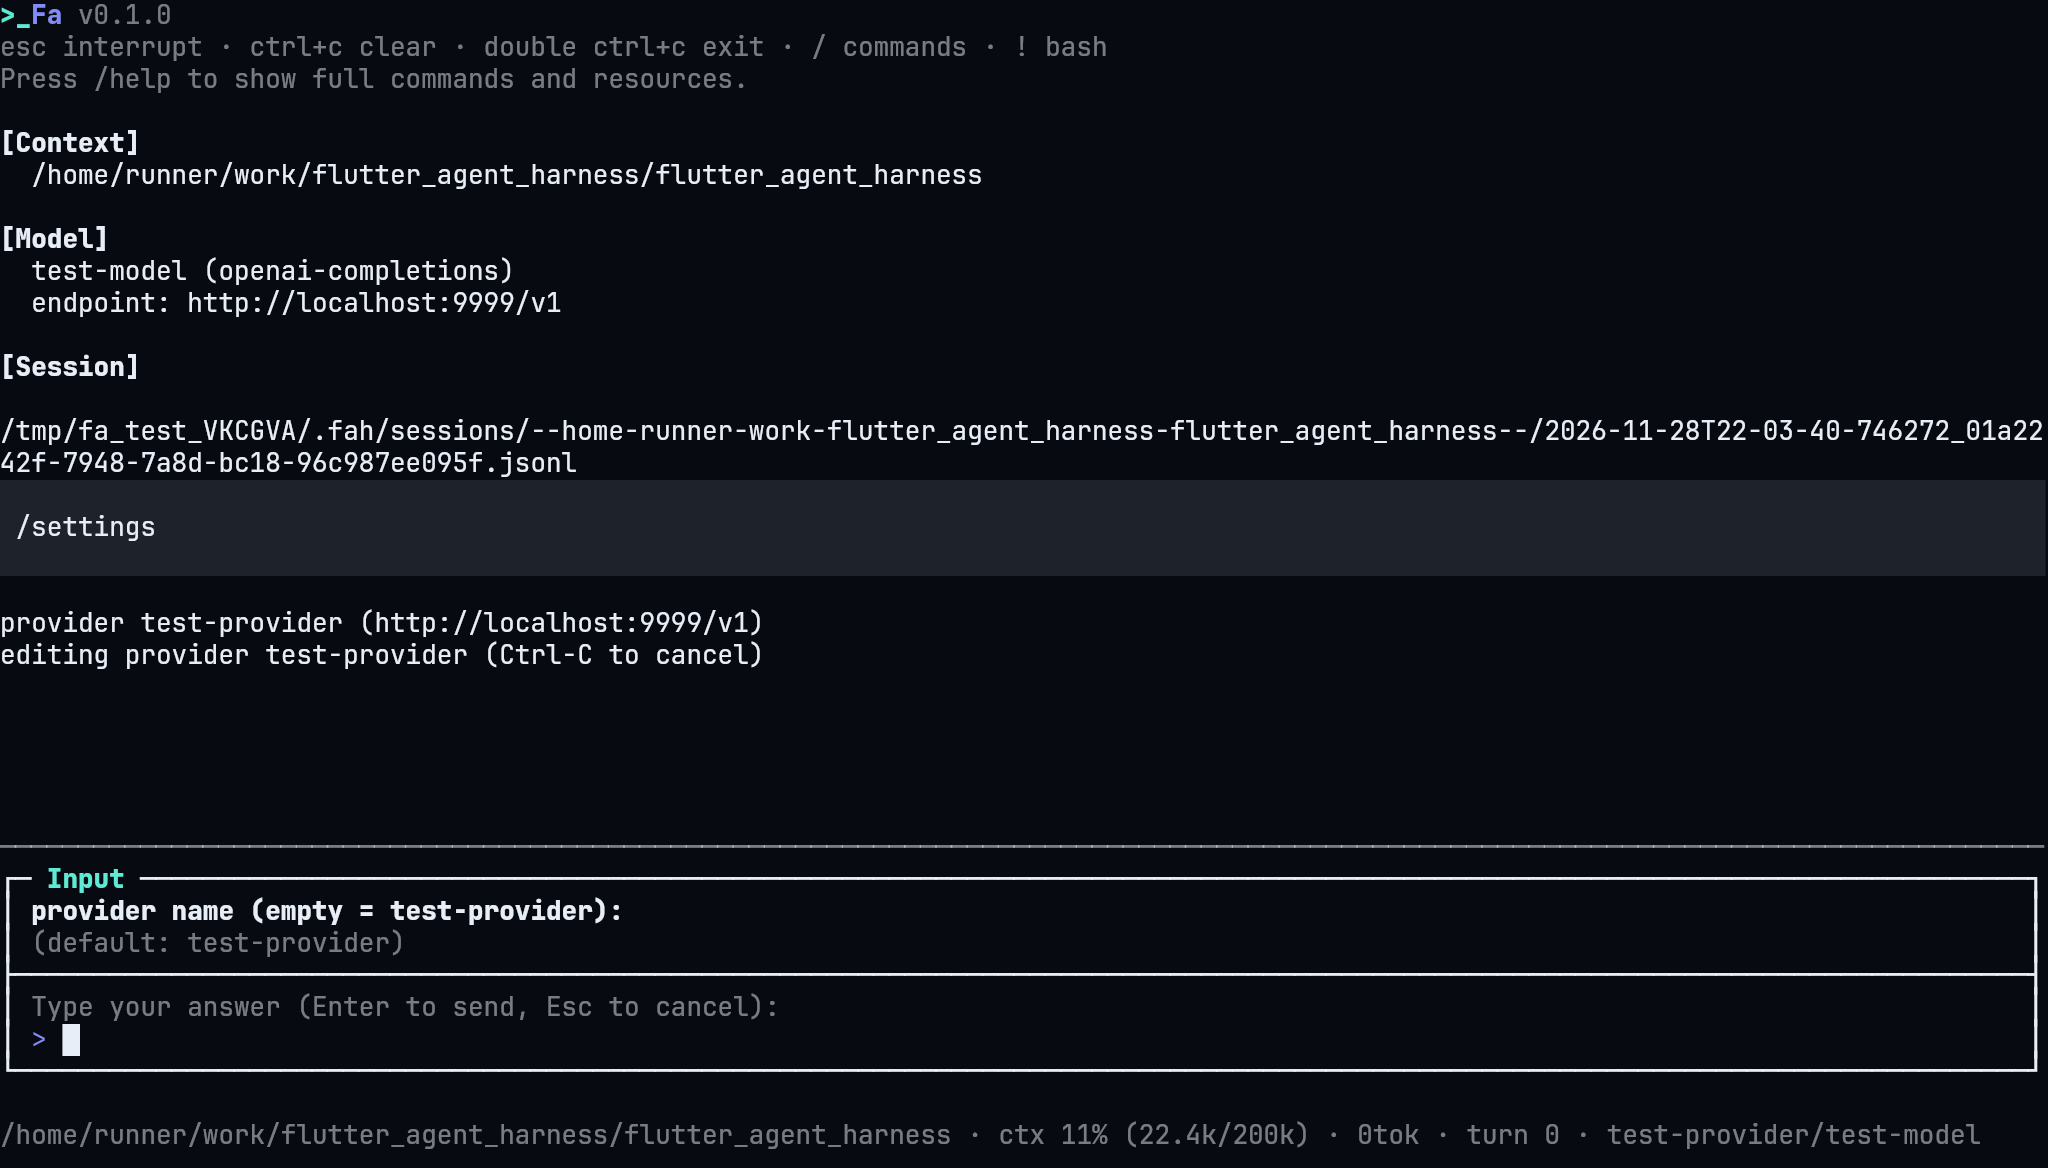 >_Fa v0.1.0
esc interrupt · ctrl+c clear · double ctrl+c exit · / commands · ! bash
Press /help to show full commands and resources.
[Context]
/home/runner/work/flutter_agent_harness/flutter_agent_harness
[Model]
test-model (openai-completions)
endpoint: http://localhost:9999/v1
[Session]
/tmp/fa_test_VKCGVA/.fah/sessions/--home-runner-work-flutter_agent_harness-flutter_agent_harness--/2026-11-28T22-03-40-746272_01a22
42f-7948-7a8d-bc18-96c987ee095f.jsonl
/settings
provider test-provider (http://localhost:9999/v1)
editing provider test-provider (Ctrl-C to cancel)
Input
provider name (empty = test-provider):
(default: test-provider)
Type your answer (Enter to send, Esc to cancel):
>
/home/runner/work/flutter_agent_harness/flutter_agent_harness · ctx 11% (22.4k/200k) · 0tok · turn 0 · test-provider/test-model